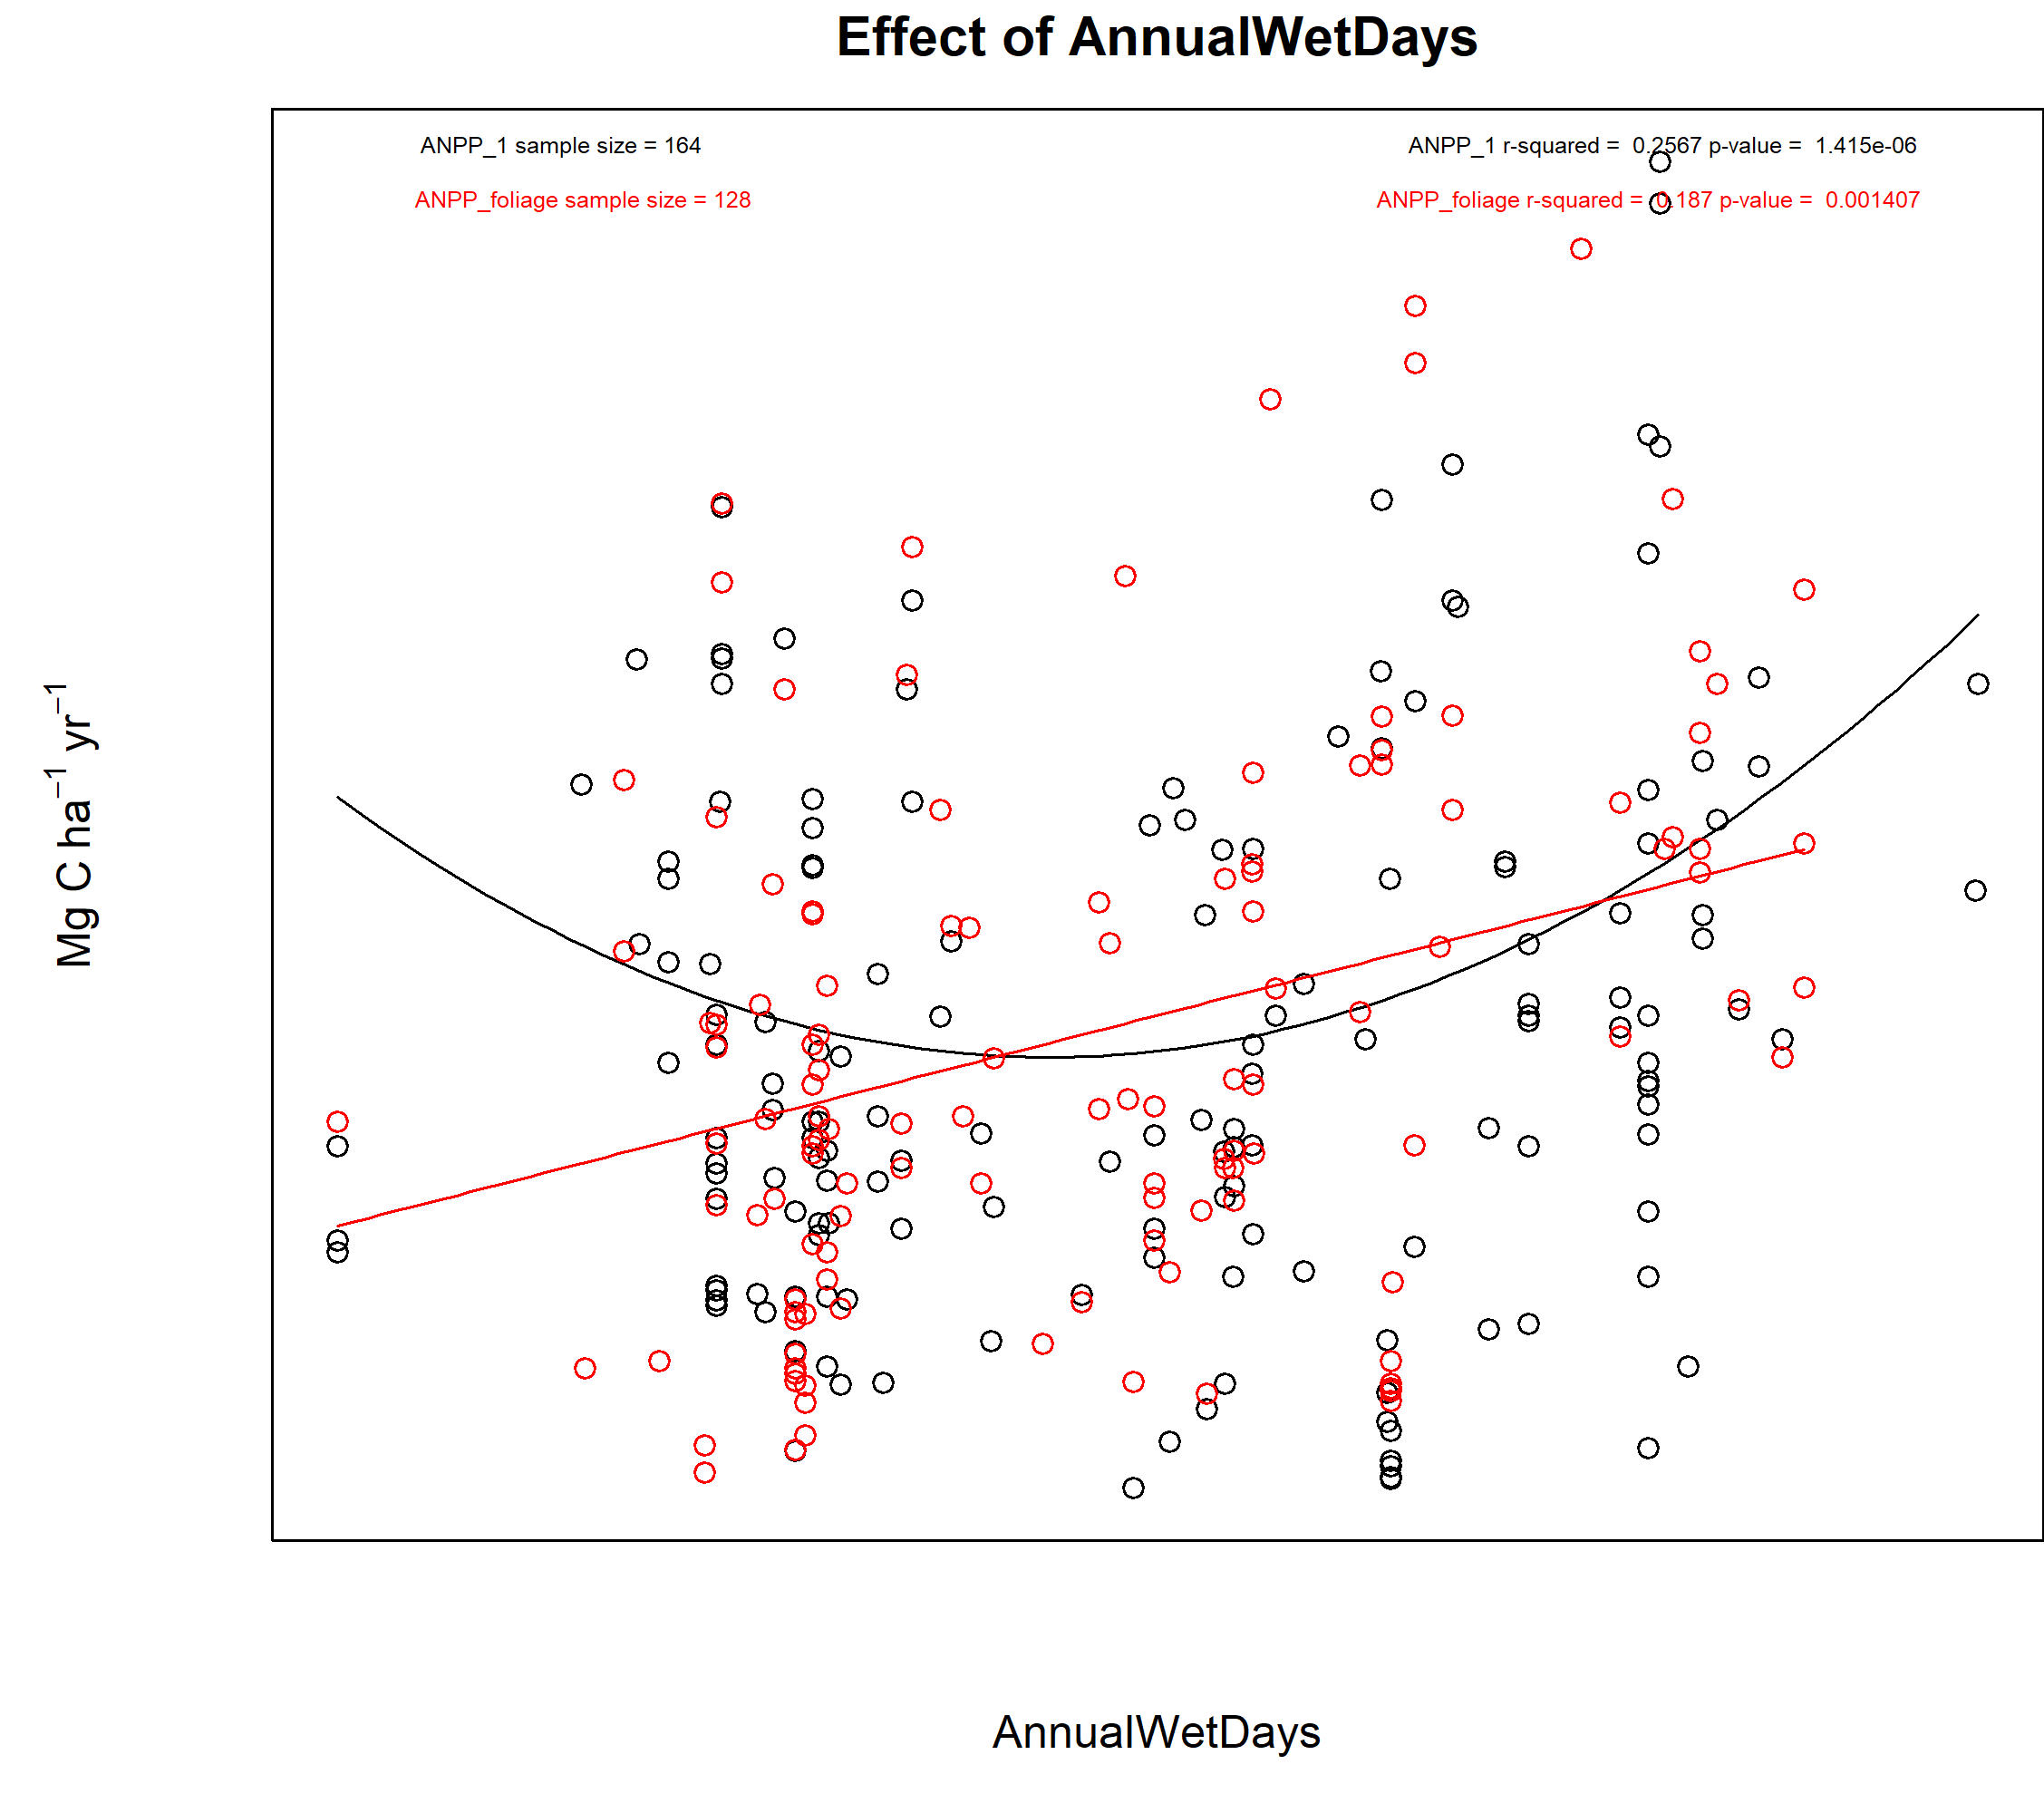 Effect of AnnualWetDays
ANPP_1 sample size = 164
ANPP_1 r-squared = 0.2567 p-value = 1.415e-06
ANPP_foliage sample size = 128
ANPP_foliage r-squared = 0.187 p-value = 0.001407
Mg C ha⁻¹ yr⁻¹
AnnualWetDays